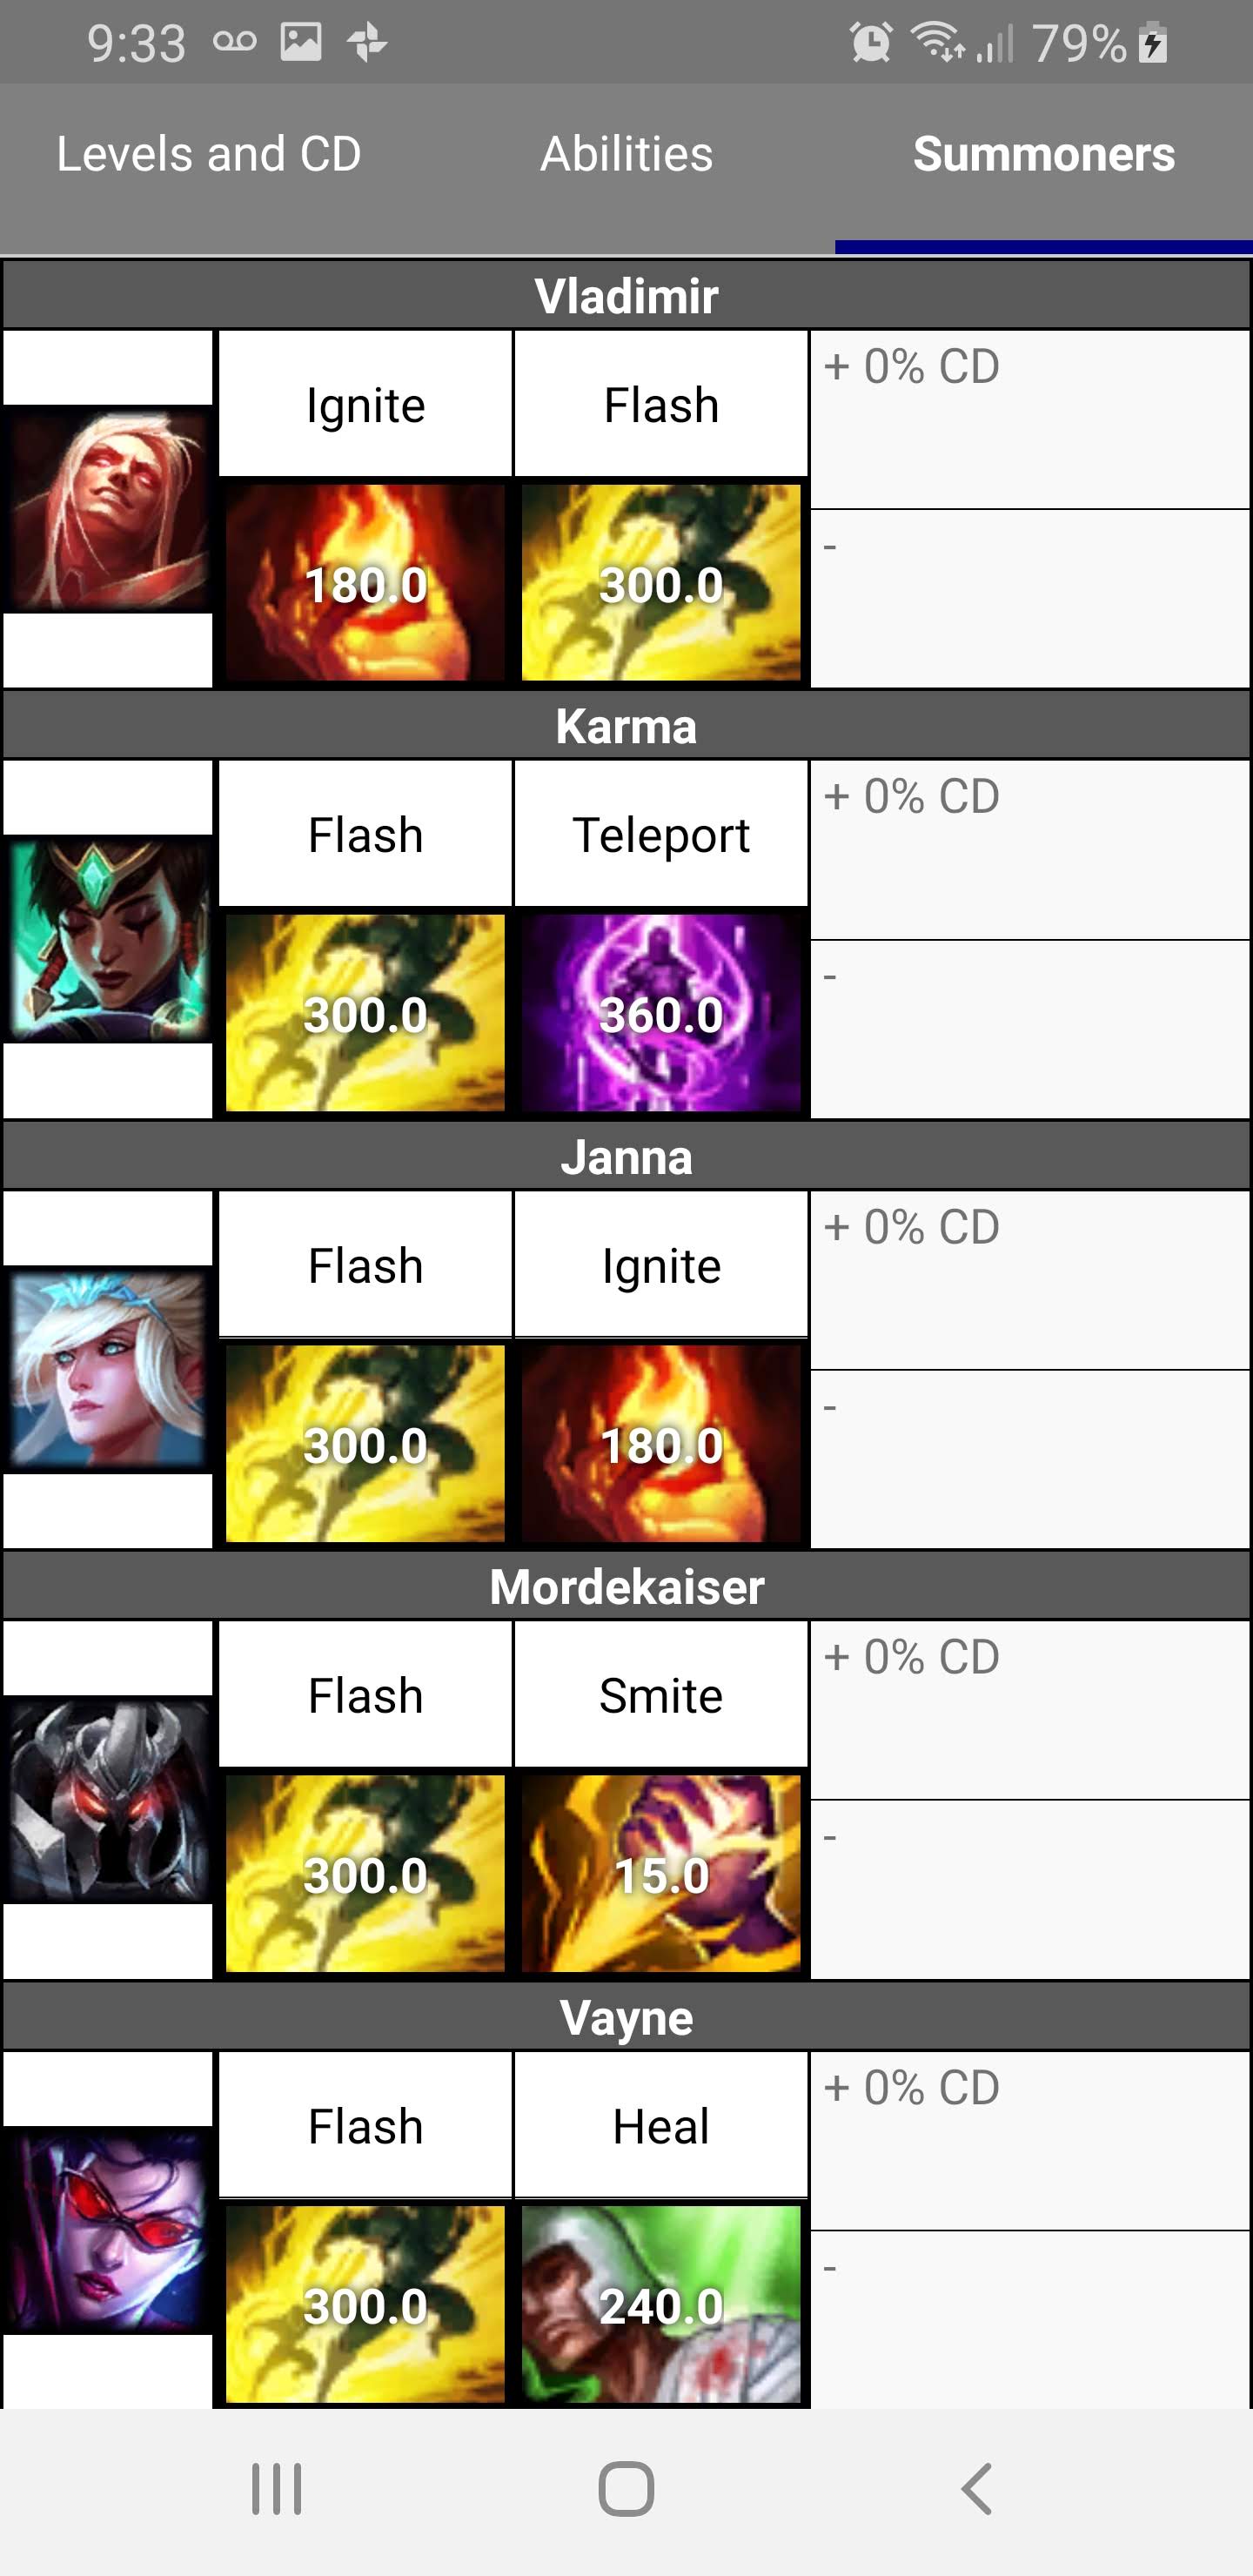 9:33 79%
Levels and CD Abilities Summoners
Vladimir
Ignite Flash + 0% CD
180.0 300.0 -
Karma
Flash Teleport + 0% CD
300.0 360.0 -
Janna
Flash Ignite + 0% CD
300.0 180.0 -
Mordekaiser
Flash Smite + 0% CD
300.0 15.0 -
Vayne
Flash Heal + 0% CD
300.0 240.0 -